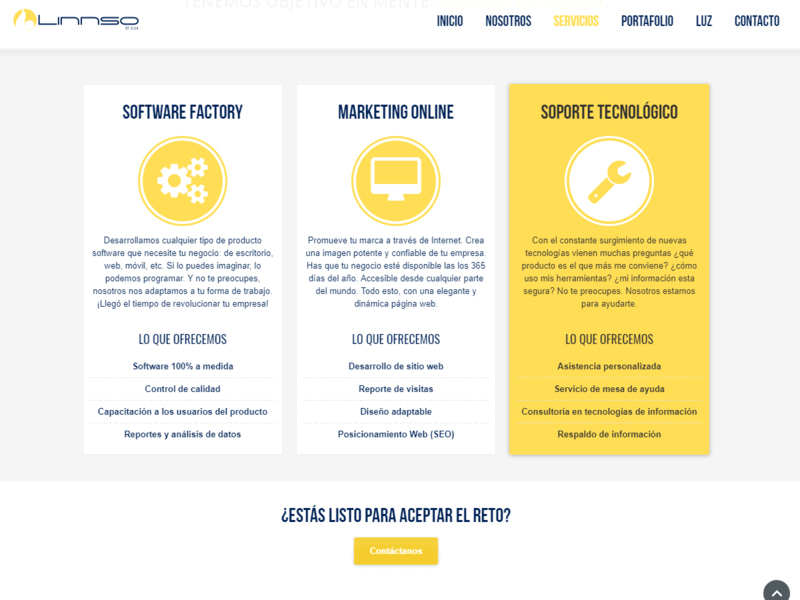 TENEMOS OBJETIVO EN MENTE
LINNSO
INICIO NOSOTROS SERVICIOS PORTAFOLIO LUZ CONTACTO
SOFTWARE FACTORY
Desarrollamos cualquier tipo de producto
software que necesite tu negocio: de escritorio,
web, móvil, etc. Si lo puedes imaginar, lo
podemos programar. Y no te preocupes,
nosotros nos adaptamos a tu forma de trabajo.
¡Llegó el tiempo de revolucionar tu empresa!
LO QUE OFRECEMOS
Software 100% a medida
Control de calidad
Capacitación a los usuarios del producto
Reportes y análisis de datos
MARKETING ONLINE
Promueve tu marca a través de Internet. Crea
una imagen potente y confiable de tu empresa.
Has que tu negocio esté disponible las los 365
días del año. Accesible desde cualquier parte
del mundo. Todo esto, con una elegante y
dinámica página web.
LO QUE OFRECEMOS
Desarrollo de sitio web
Reporte de visitas
Diseño adaptable
Posicionamiento Web (SEO)
SOPORTE TECNOLÓGICO
Con el constante surgimiento de nuevas
tecnologías vienen muchas preguntas ¿qué
producto es el que más me conviene? ¿cómo
uso mis herramientas? ¿mi información esta
segura? No te preocupes. Nosotros estamos
para ayudarte.
LO QUE OFRECEMOS
Asistencia personalizada
Servicio de mesa de ayuda
Consultoria en tecnologías de información
Respaldo de información
¿ESTÁS LISTO PARA ACEPTAR EL RETO?
Contáctanos